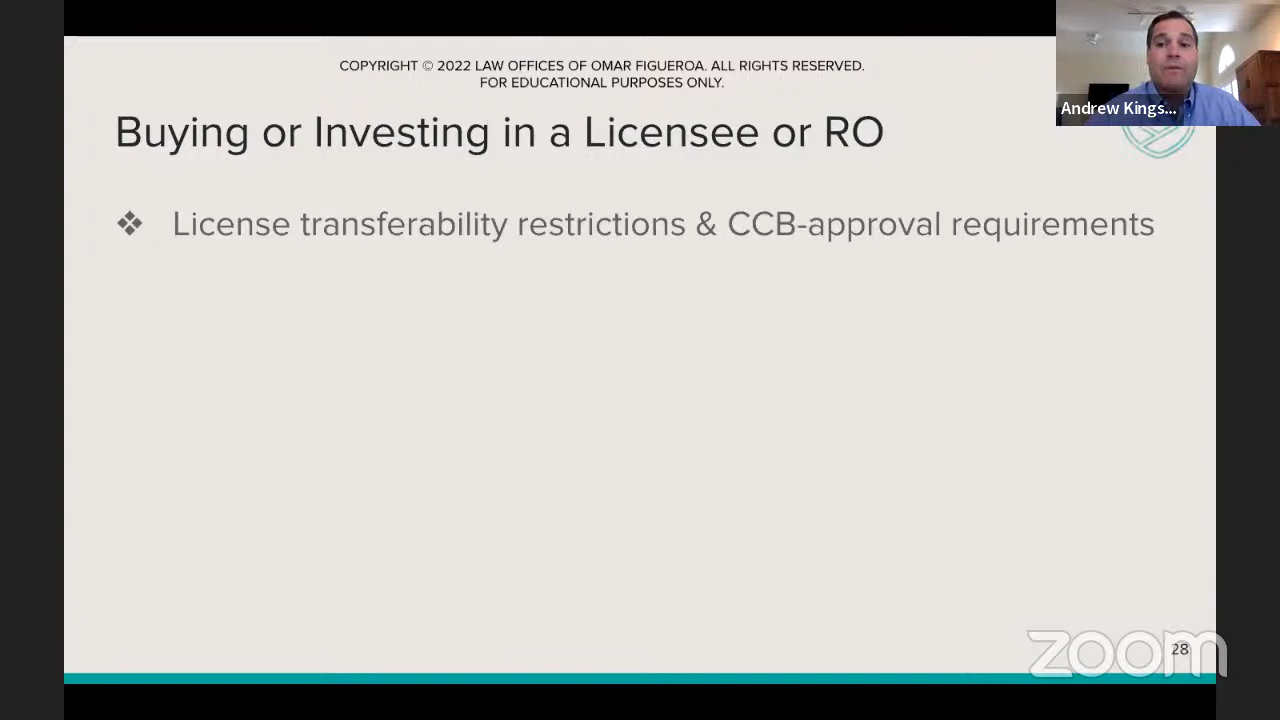 COPYRIGHT © 2022 LAW OFFICES OF OMAR FIGUEROA. ALL RIGHTS RESERVED.
FOR EDUCATIONAL PURPOSES ONLY.
Andrew Kings...
Buying or Investing in a Licensee or RO
❖ License transferability restrictions & CCB-approval requirements
zoom
28